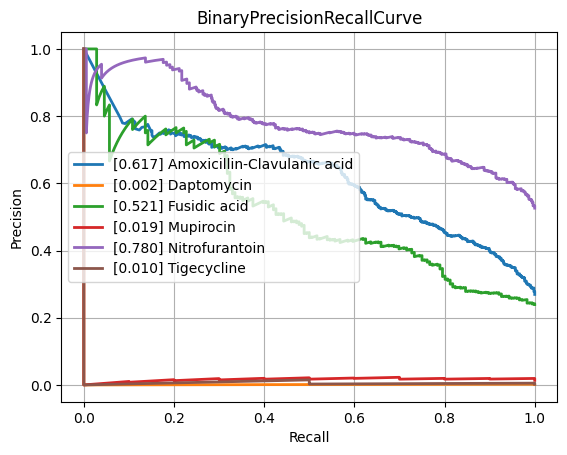 BinaryPrecisionRecallCurve
Precision
1.0
0.8
0.6
0.4
0.2
0.0
[0.617] Amoxicillin-Clavulanic acid
[0.002] Daptomycin
[0.521] Fusidic acid
[0.019] Mupirocin
[0.780] Nitrofurantoin
[0.010] Tigecycline
0.0 0.2 0.4 0.6 0.8 1.0
Recall